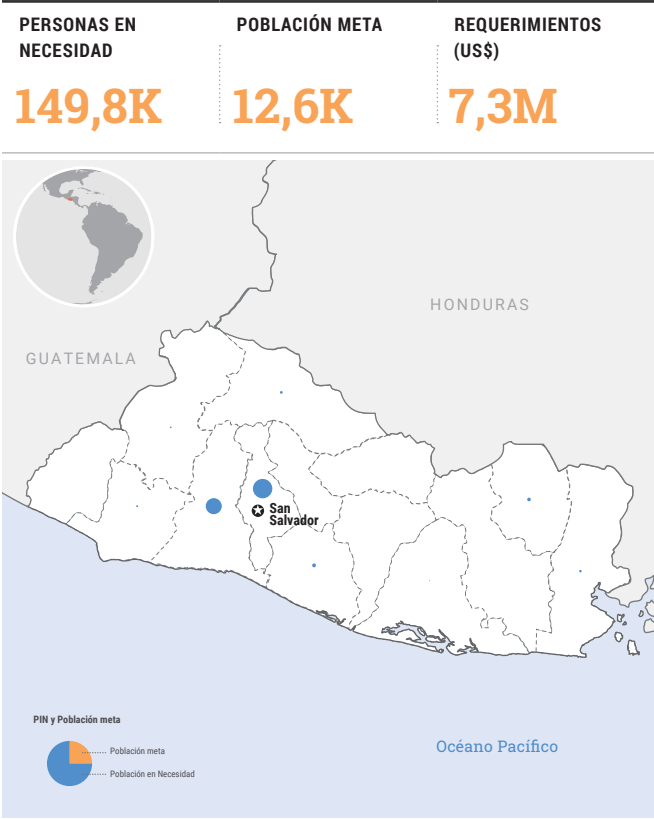 PERSONAS EN
NECESIDAD
149,8K
POBLACIÓN META
12,6K
REQUERIMIENTOS
(US$)
7,3M
HONDURAS
GUATEMALA
San
Salvador
PIN y Población meta
Población meta
Población en Necesidad
Océano Pacífico